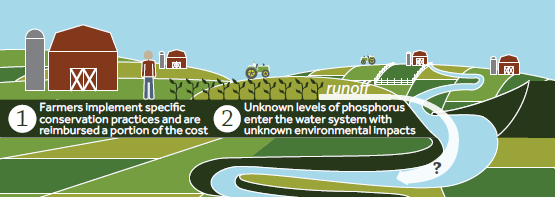 runoff
1 Farmers implement specific
conservation practices and are
reimbursed a portion of the cost
2 Unknown levels of phosphorus
enter the water system with
unknown environmental impacts
?